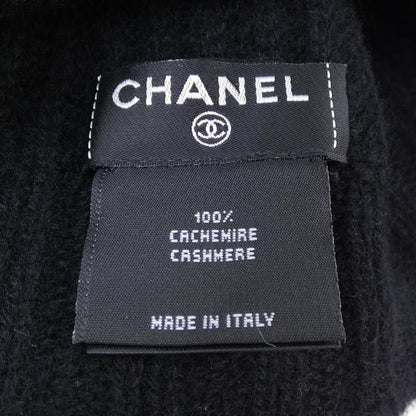 CHANEL
100%
CACHEMIRE
CASHMERE
MADE IN ITALY